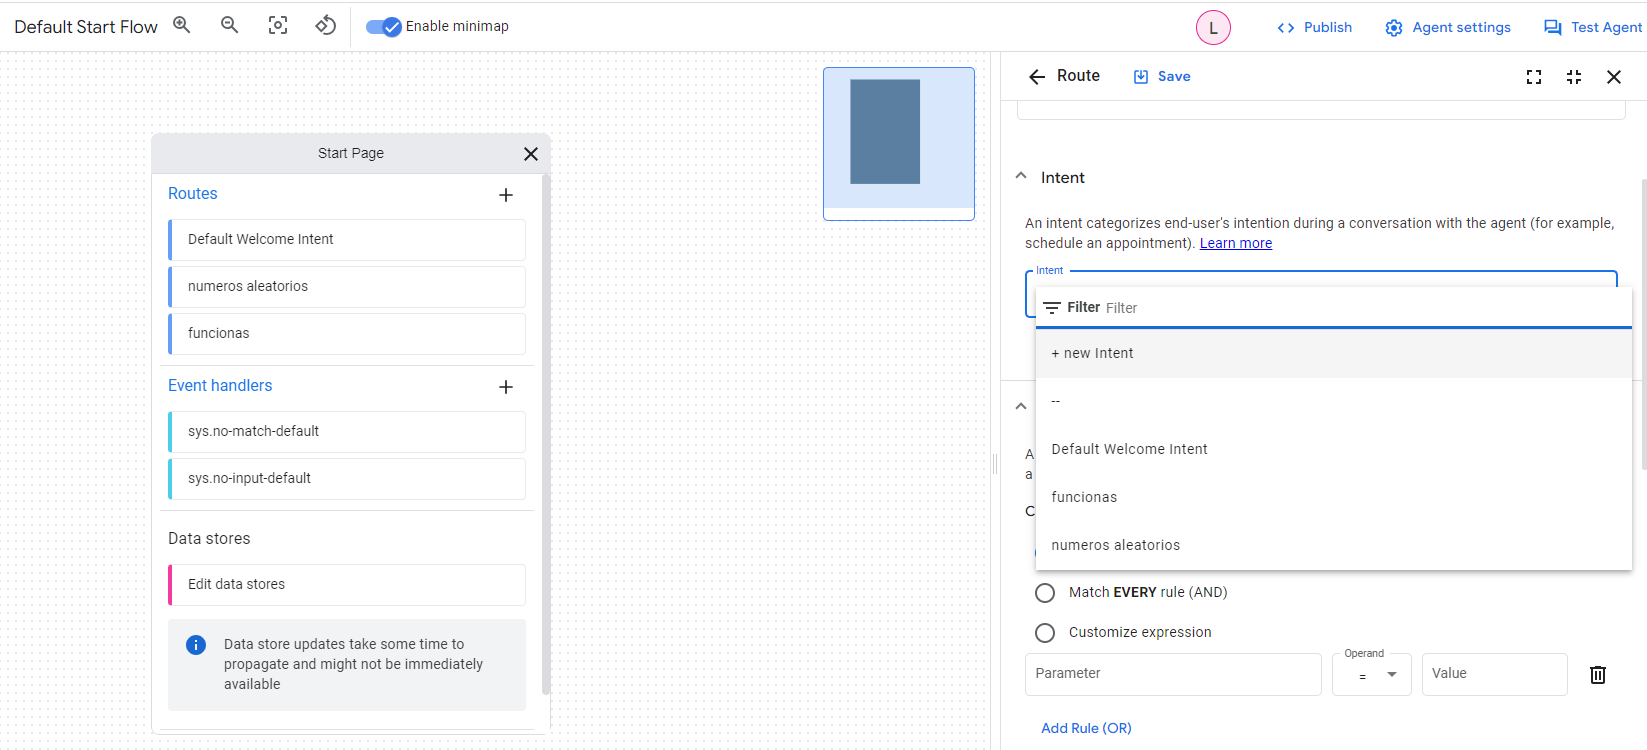 Default Start Flow
Enable minimap
L
Publish
Agent settings
Test Agent
Start Page
Routes
Default Welcome Intent
numeros aleatorios
funcionas
Event handlers
sys.no-match-default
sys.no-input-default
Data stores
Edit data stores
Data store updates take some time to
propagate and might not be immediately
available
Route
Save
Intent
An intent categorizes end-user's intention during a conversation with the agent (for example,
schedule an appointment). Learn more
Intent
Filter Filter
+ new Intent
--
Default Welcome Intent
funcionas
numeros aleatorios
A
a
C
Match EVERY rule (AND)
Customize expression
Parameter
Operand
=
Value
Add Rule (OR)